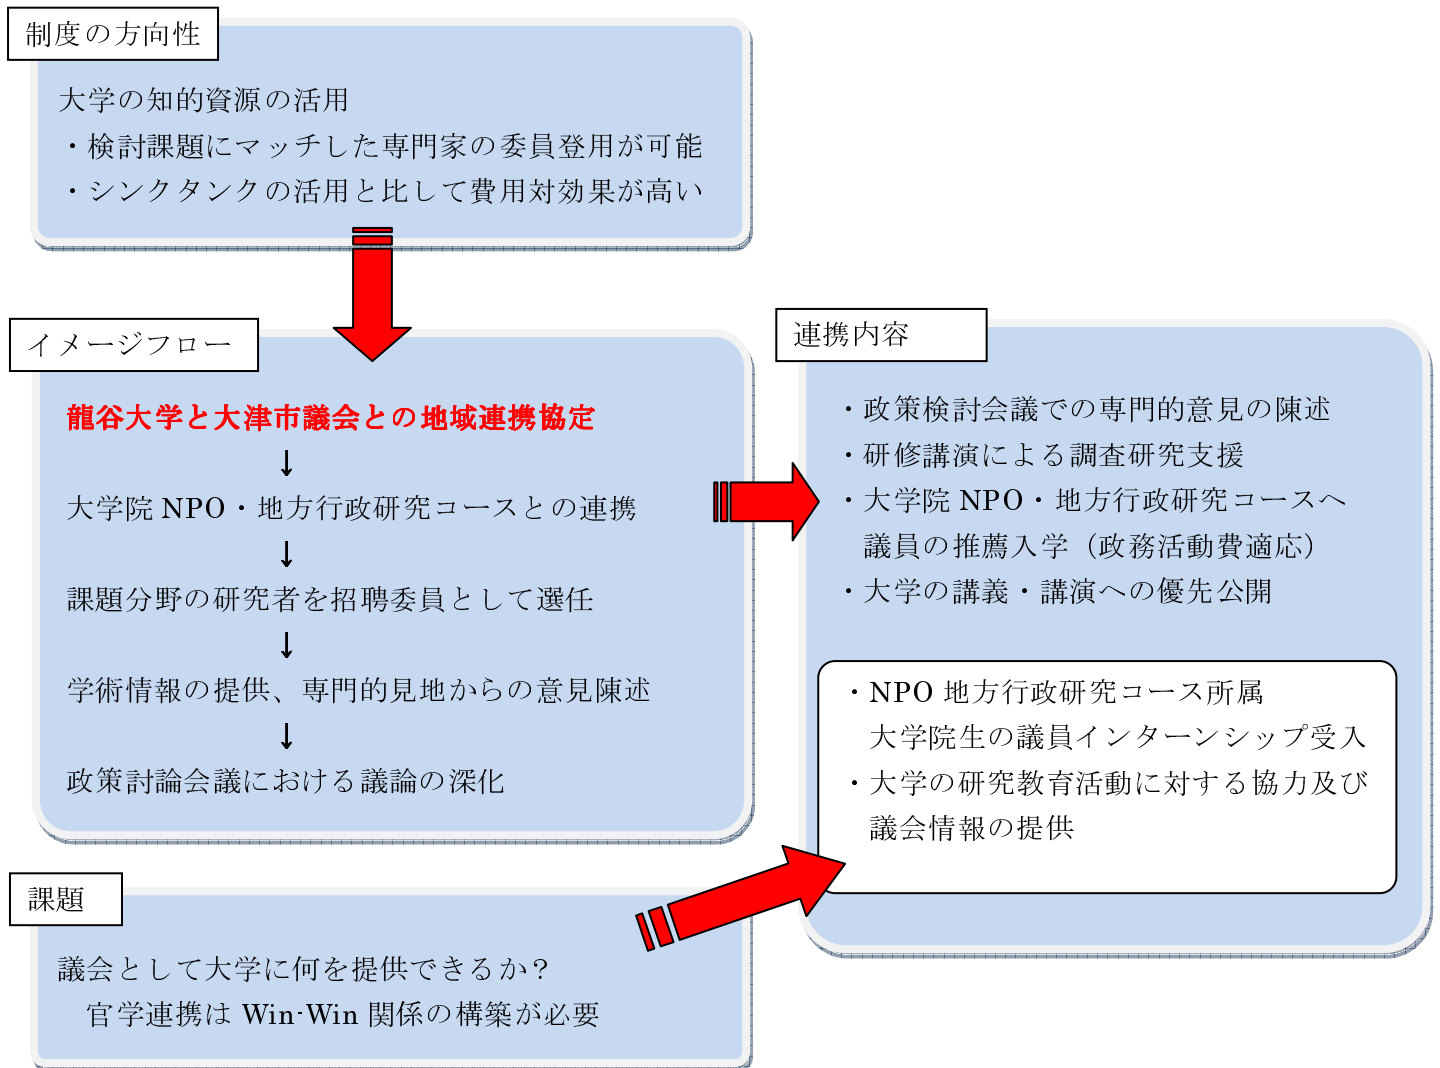 制度の方向性
大学の知的資源の活用
・検討課題にマッチした専門家の委員登用が可能
・シンクタンクの活用と比して費用対効果が高い
イメージフロー
龍谷大学と大津市議会との地域連携協定
↓
大学院 NPO・地方行政研究コースとの連携
↓
課題分野の研究者を招聘委員として選任
↓
学術情報の提供、専門的見地からの意見陳述
↓
政策討論会議における議論の深化
連携内容
・政策検討会議での専門的意見の陳述
・研修講演による調査研究支援
・大学院 NPO・地方行政研究コースへ
議員の推薦入学（政務活動費適応）
・大学の講義・講演への優先公開
・NPO 地方行政研究コース所属
大学院生の議員インターンシップ受入
・大学の研究教育活動に対する協力及び
議会情報の提供
課題
議会として大学に何を提供できるか？
官学連携は Win-Win 関係の構築が必要